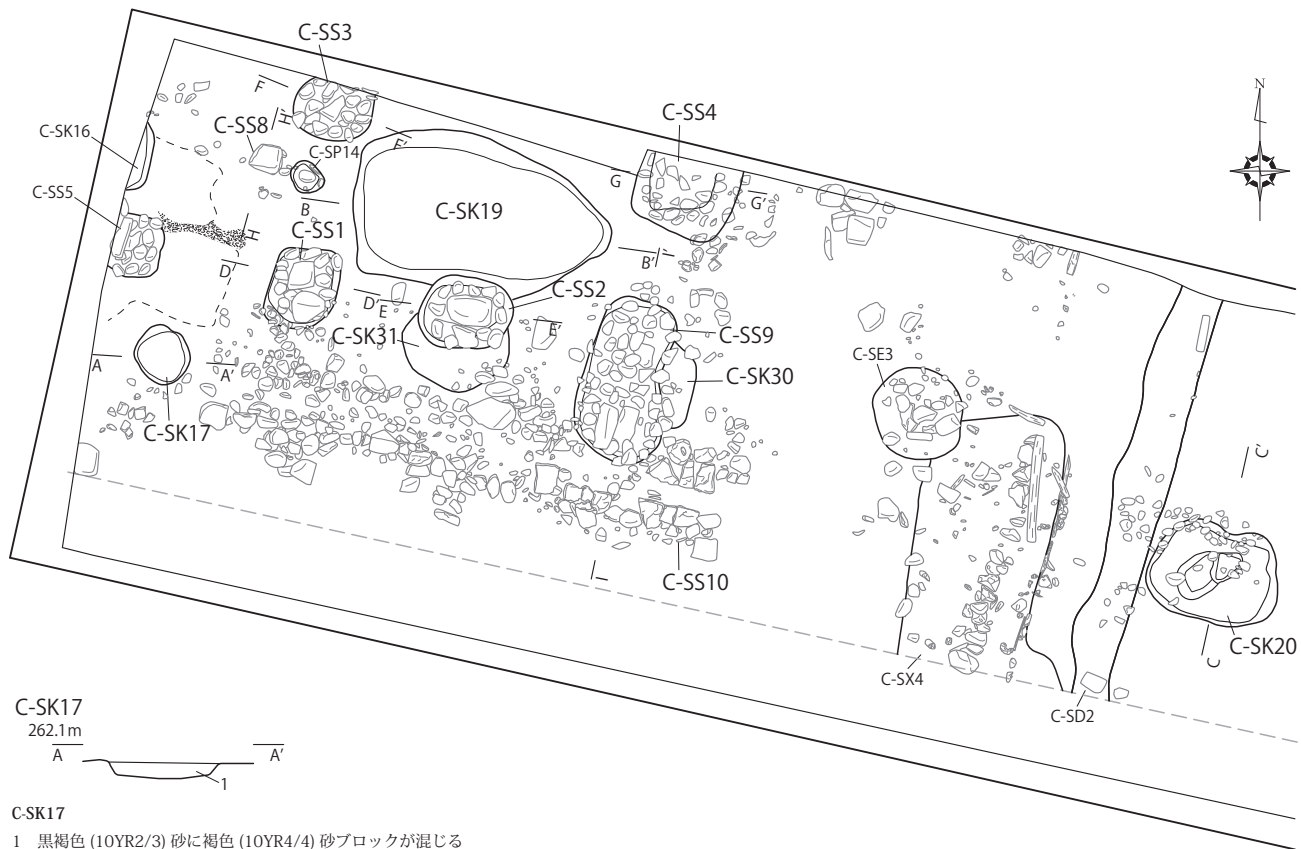 C-SS3
N
F
C-SS4
H
C-SK16
C-SS8
F′
C-SP14
G
C-SS5
G′
B
C-SK19
H
C-SS1
B′
I′
D
D′
E
C-SS2
E′
C-SK31
C-SS9
A
A′
C-SE3
C-SK30
C-SK17
C′
I
C-SS10
C-SK20
C
C-SX4
C-SD2
C-SK17
262.1m
A
A′
1
C-SK17
1 黒褐色 (10YR2/3) 砂に褐色 (10YR4/4) 砂ブロックが混じる